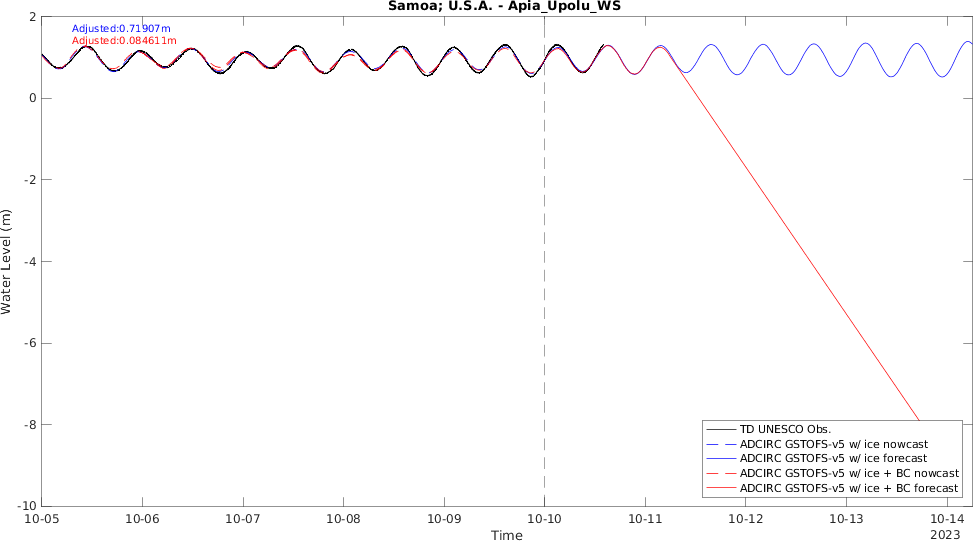 Samoa; U.S.A. - Apia_Upolu_WS
Adjusted:0.71907m
Adjusted:0.084611m
2
0
-2
-4
-6
-8
-10
Water Level (m)
10-05
10-06
10-07
10-08
10-09
10-10
10-11
10-12
10-13
10-14
2023
Time
TD UNESCO Obs.
ADCIRC GSTOFS-v5 w/ ice nowcast
ADCIRC GSTOFS-v5 w/ ice forecast
ADCIRC GSTOFS-v5 w/ ice + BC nowcast
ADCIRC GSTOFS-v5 w/ ice + BC forecast